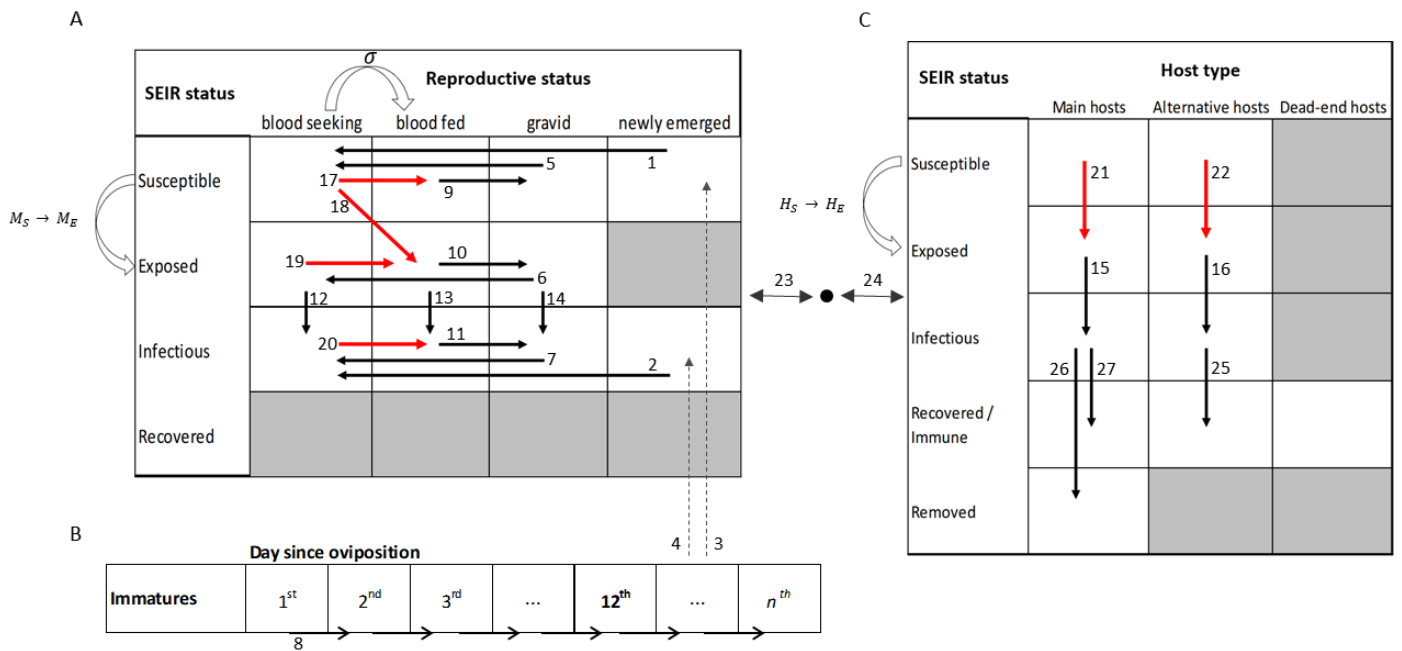 A
SEIR status
σ
Reproductive status
blood seeking
blood fed
gravid
newly emerged
Susceptible
Exposed
Infectious
Recovered
M_S → M_E
1
5
17
9
18
19
10
6
12
13
14
20
11
7
2
23
24
4
3
B
Day since oviposition
Immatures
1st
2nd
3rd
...
12th
...
n th
8
C
SEIR status
Host type
Main hosts
Alternative hosts
Dead-end hosts
Susceptible
Exposed
Infectious
Recovered /
Immune
Removed
H_S → H_E
21
22
15
16
26
27
25